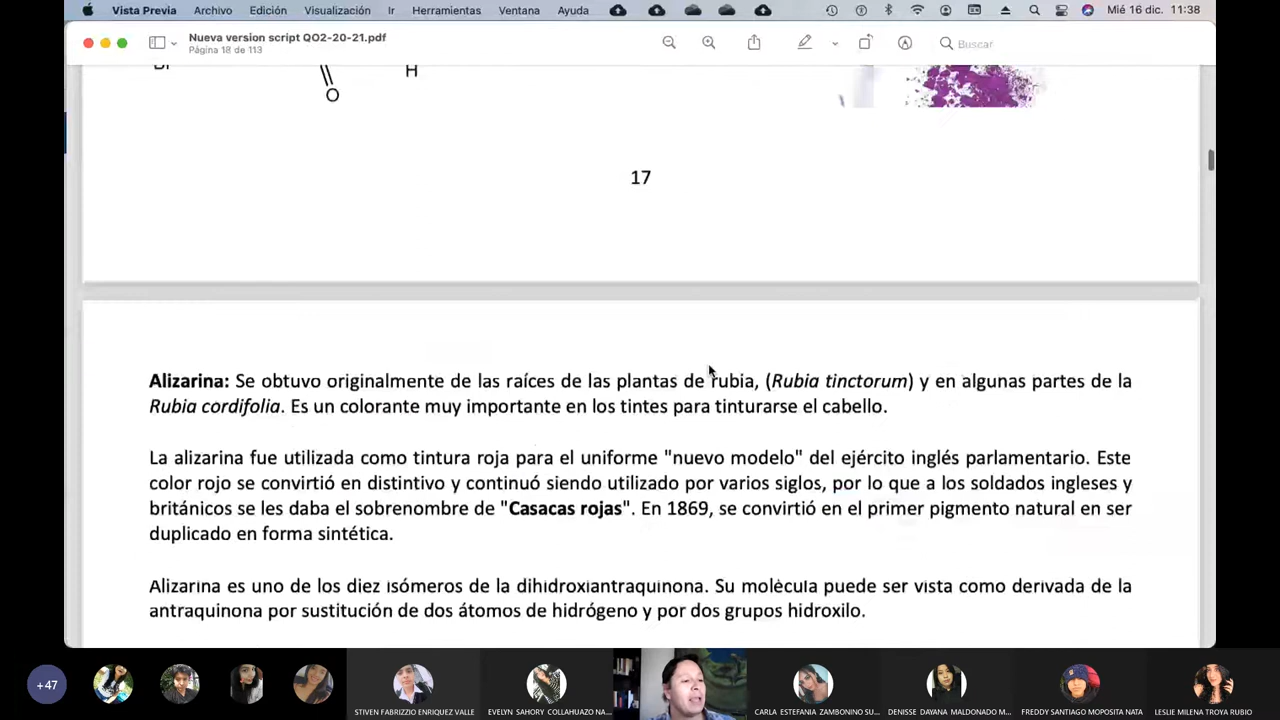 Vista Previa Archivo Edición Visualización Ir Herramientas Ventana Ayuda Mié 16 dic. 11:38
Nueva version script QO2-20-21.pdf
Página 18 de 113
Buscar
Br
H
O
17
Alizarina: Se obtuvo originalmente de las raíces de las plantas de rubia, (Rubia tinctorum) y en algunas partes de la
Rubia cordifolia. Es un colorante muy importante en los tintes para tinturarse el cabello.
La alizarina fue utilizada como tintura roja para el uniforme "nuevo modelo" del ejército inglés parlamentario. Este
color rojo se convirtió en distintivo y continuó siendo utilizado por varios siglos, por lo que a los soldados ingleses y
británicos se les daba el sobrenombre de "Casacas rojas". En 1869, se convirtió en el primer pigmento natural en ser
duplicado en forma sintética.
Alizarina es uno de los diez isómeros de la dihidroxiantraquinona. Su molécula puede ser vista como derivada de la
antraquinona por sustitución de dos átomos de hidrógeno y por dos grupos hidroxilo.
+47
STIVEN FABRIZZIO ENRIQUEZ VALLE
EVELYN SAHORY COLLAHUAZO NA...
CARLA ESTEFANIA ZAMBONINO SU...
DENISSE DAYANA MALDONADO M...
FREDDY SANTIAGO MOPOSITA NATA
LESLIE MILENA TROYA RUBIO